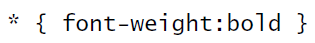 * { font-weight:bold }